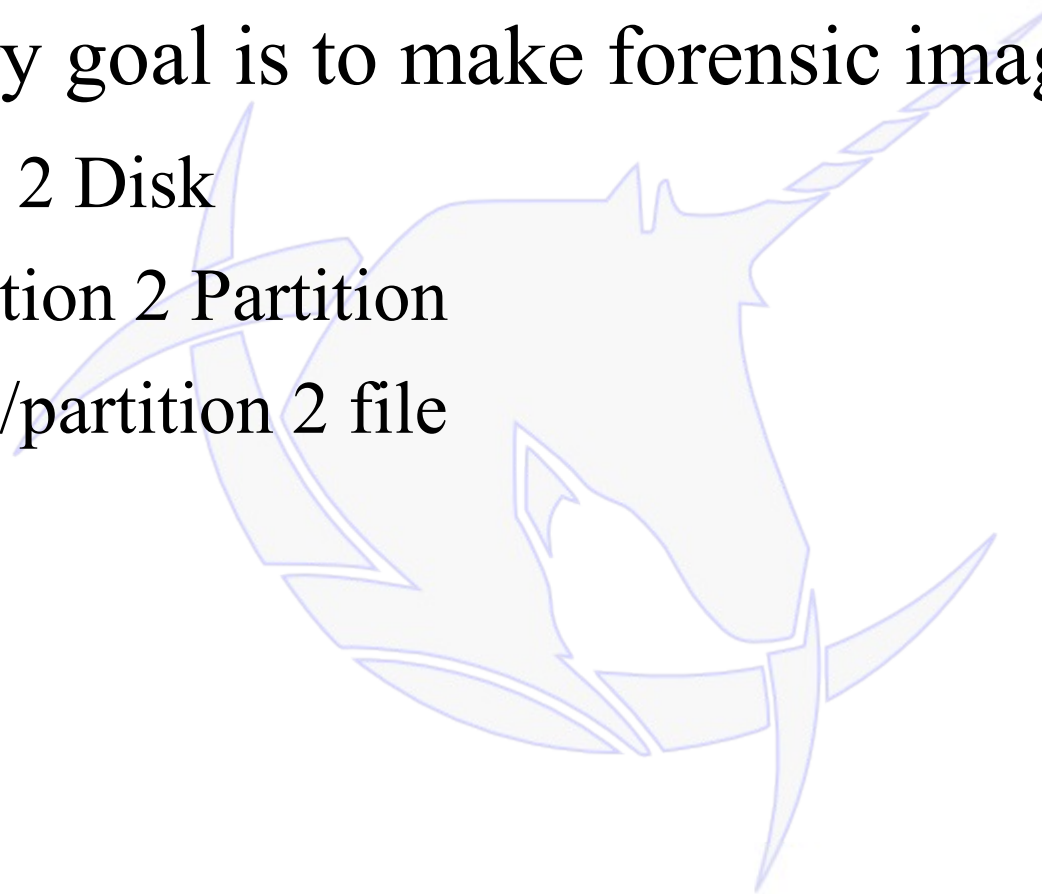 y goal is to make forensic imag
2 Disk
tion 2 Partition
/partition 2 file